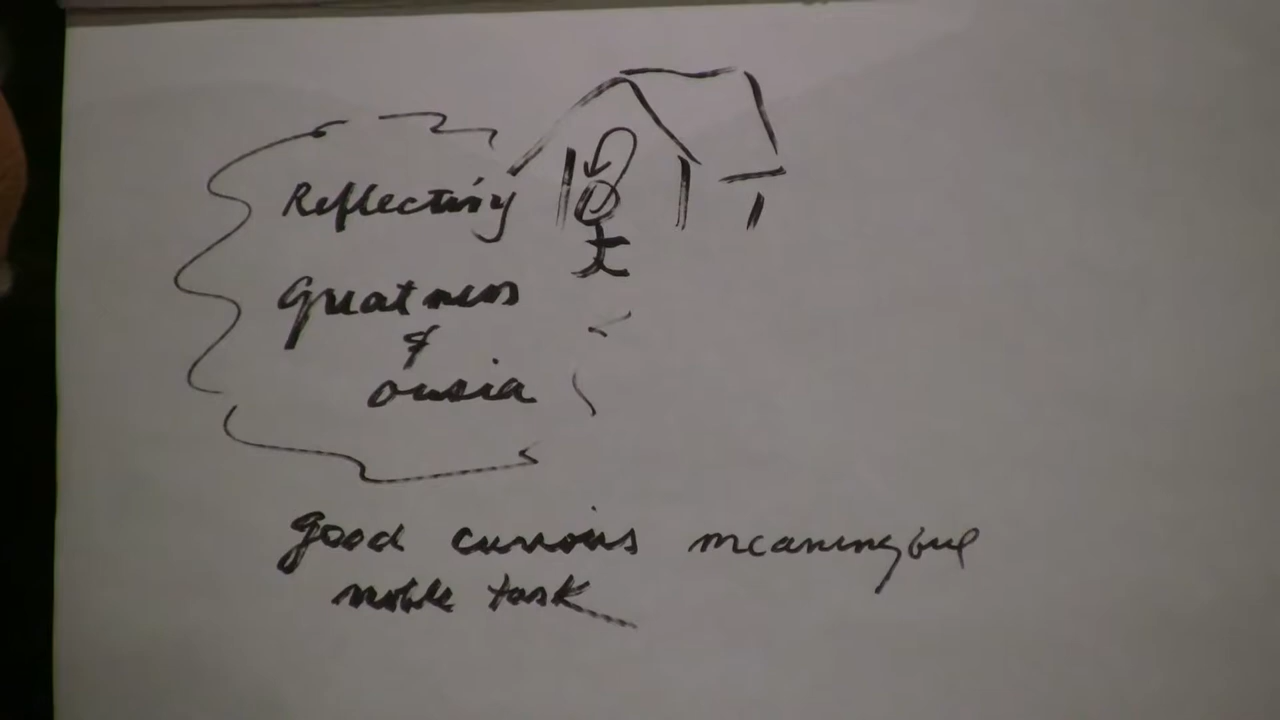 Reflecting
Greatness
&
ousia
good curious meaningful
noble task